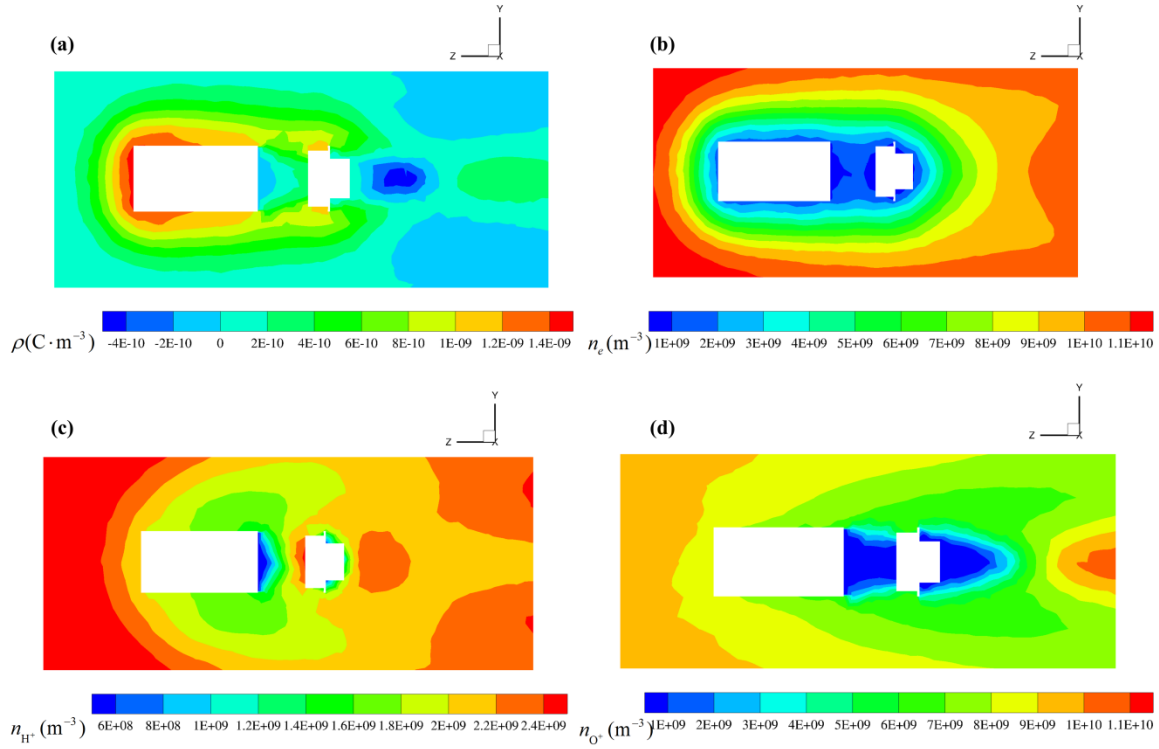 (a)
Y
Z X
ρ(C·m⁻³)
-4E-10 -2E-10 0 2E-10 4E-10 6E-10 8E-10 1E-09 1.2E-09 1.4E-09
(b)
Y
Z X
nₑ(m⁻³)
1E+09 2E+09 3E+09 4E+09 5E+09 6E+09 7E+09 8E+09 9E+09 1E+10 1.1E+10
(c)
Y
Z X
n_H⁺(m⁻³)
6E+08 8E+08 1E+09 1.2E+09 1.4E+09 1.6E+09 1.8E+09 2E+09 2.2E+09 2.4E+09
(d)
Y
Z X
n_O⁺(m⁻³)
1E+09 2E+09 3E+09 4E+09 5E+09 6E+09 7E+09 8E+09 9E+09 1E+10 1.1E+10